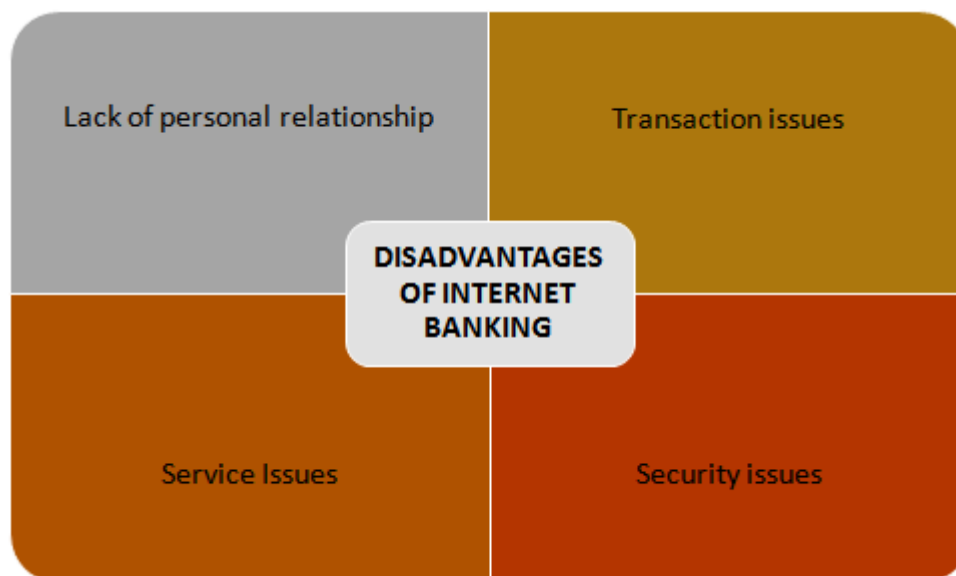 Lack of personal relationship
Transaction issues
DISADVANTAGES
OF INTERNET
BANKING
Service Issues
Security issues